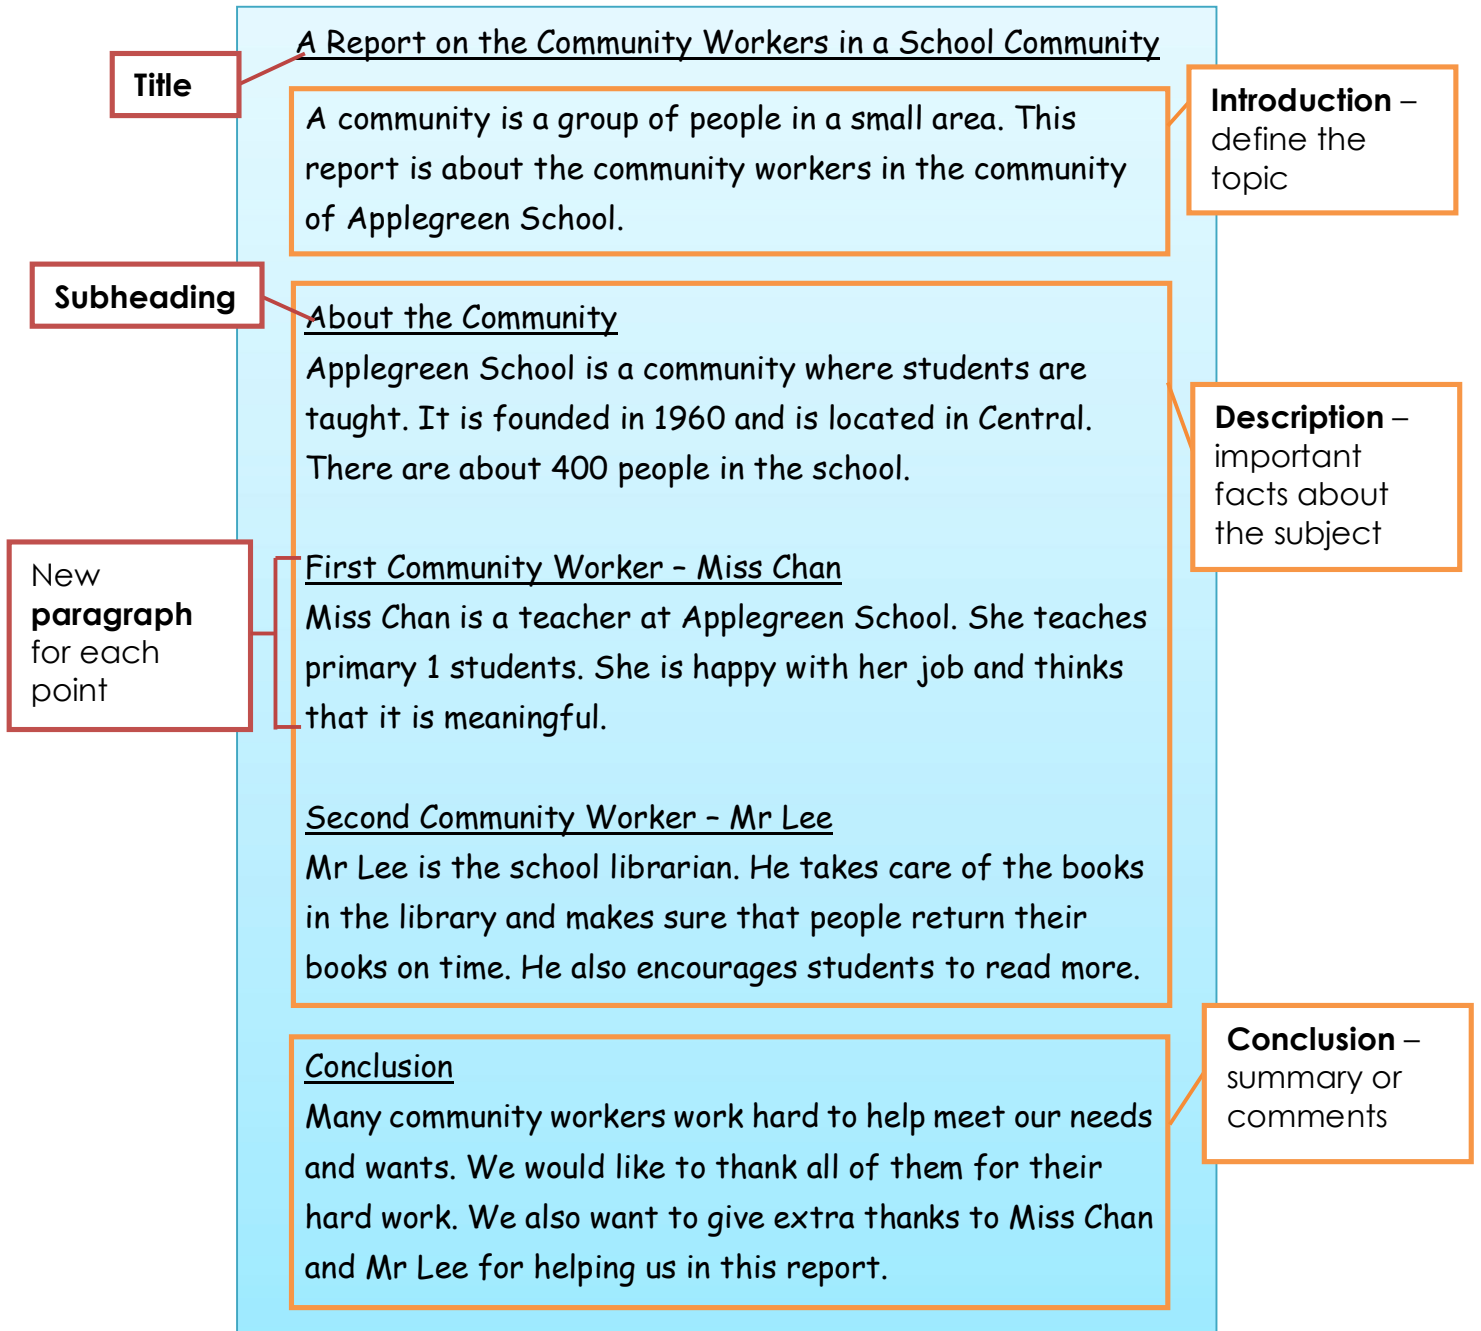 A Report on the Community Workers in a School Community
Title
A community is a group of people in a small area. This
report is about the community workers in the community
of Applegreen School.
Introduction –
define the
topic
Subheading
About the Community
Applegreen School is a community where students are
taught. It is founded in 1960 and is located in Central.
There are about 400 people in the school.
Description –
important
facts about
the subject
New
paragraph
for each
point
First Community Worker – Miss Chan
Miss Chan is a teacher at Applegreen School. She teaches
primary 1 students. She is happy with her job and thinks
that it is meaningful.
Second Community Worker – Mr Lee
Mr Lee is the school librarian. He takes care of the books
in the library and makes sure that people return their
books on time. He also encourages students to read more.
Conclusion
Many community workers work hard to help meet our needs
and wants. We would like to thank all of them for their
hard work. We also want to give extra thanks to Miss Chan
and Mr Lee for helping us in this report.
Conclusion –
summary or
comments